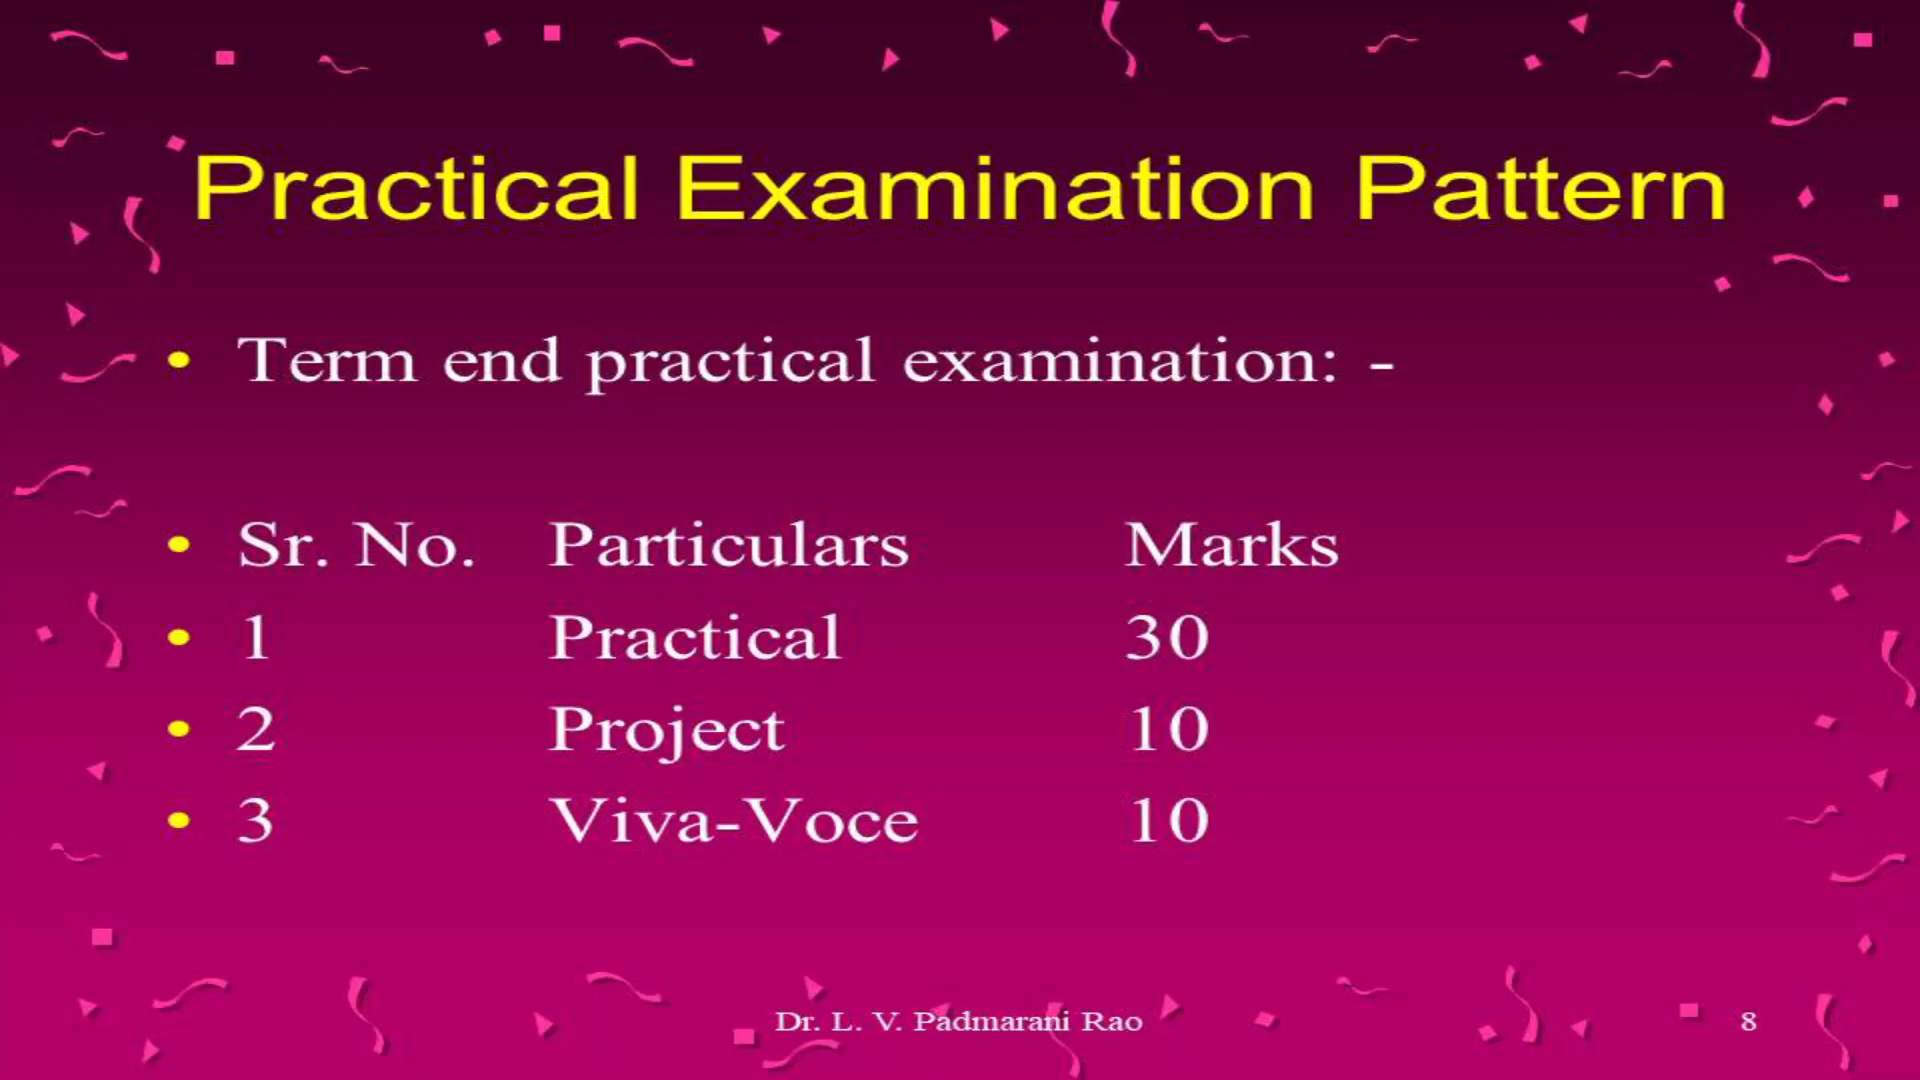 Practical Examination Pattern
• Term end practical examination: -
• Sr. No. Particulars Marks
• 1 Practical 30
• 2 Project 10
• 3 Viva-Voce 10
Dr. L. V. Padmarani Rao 8